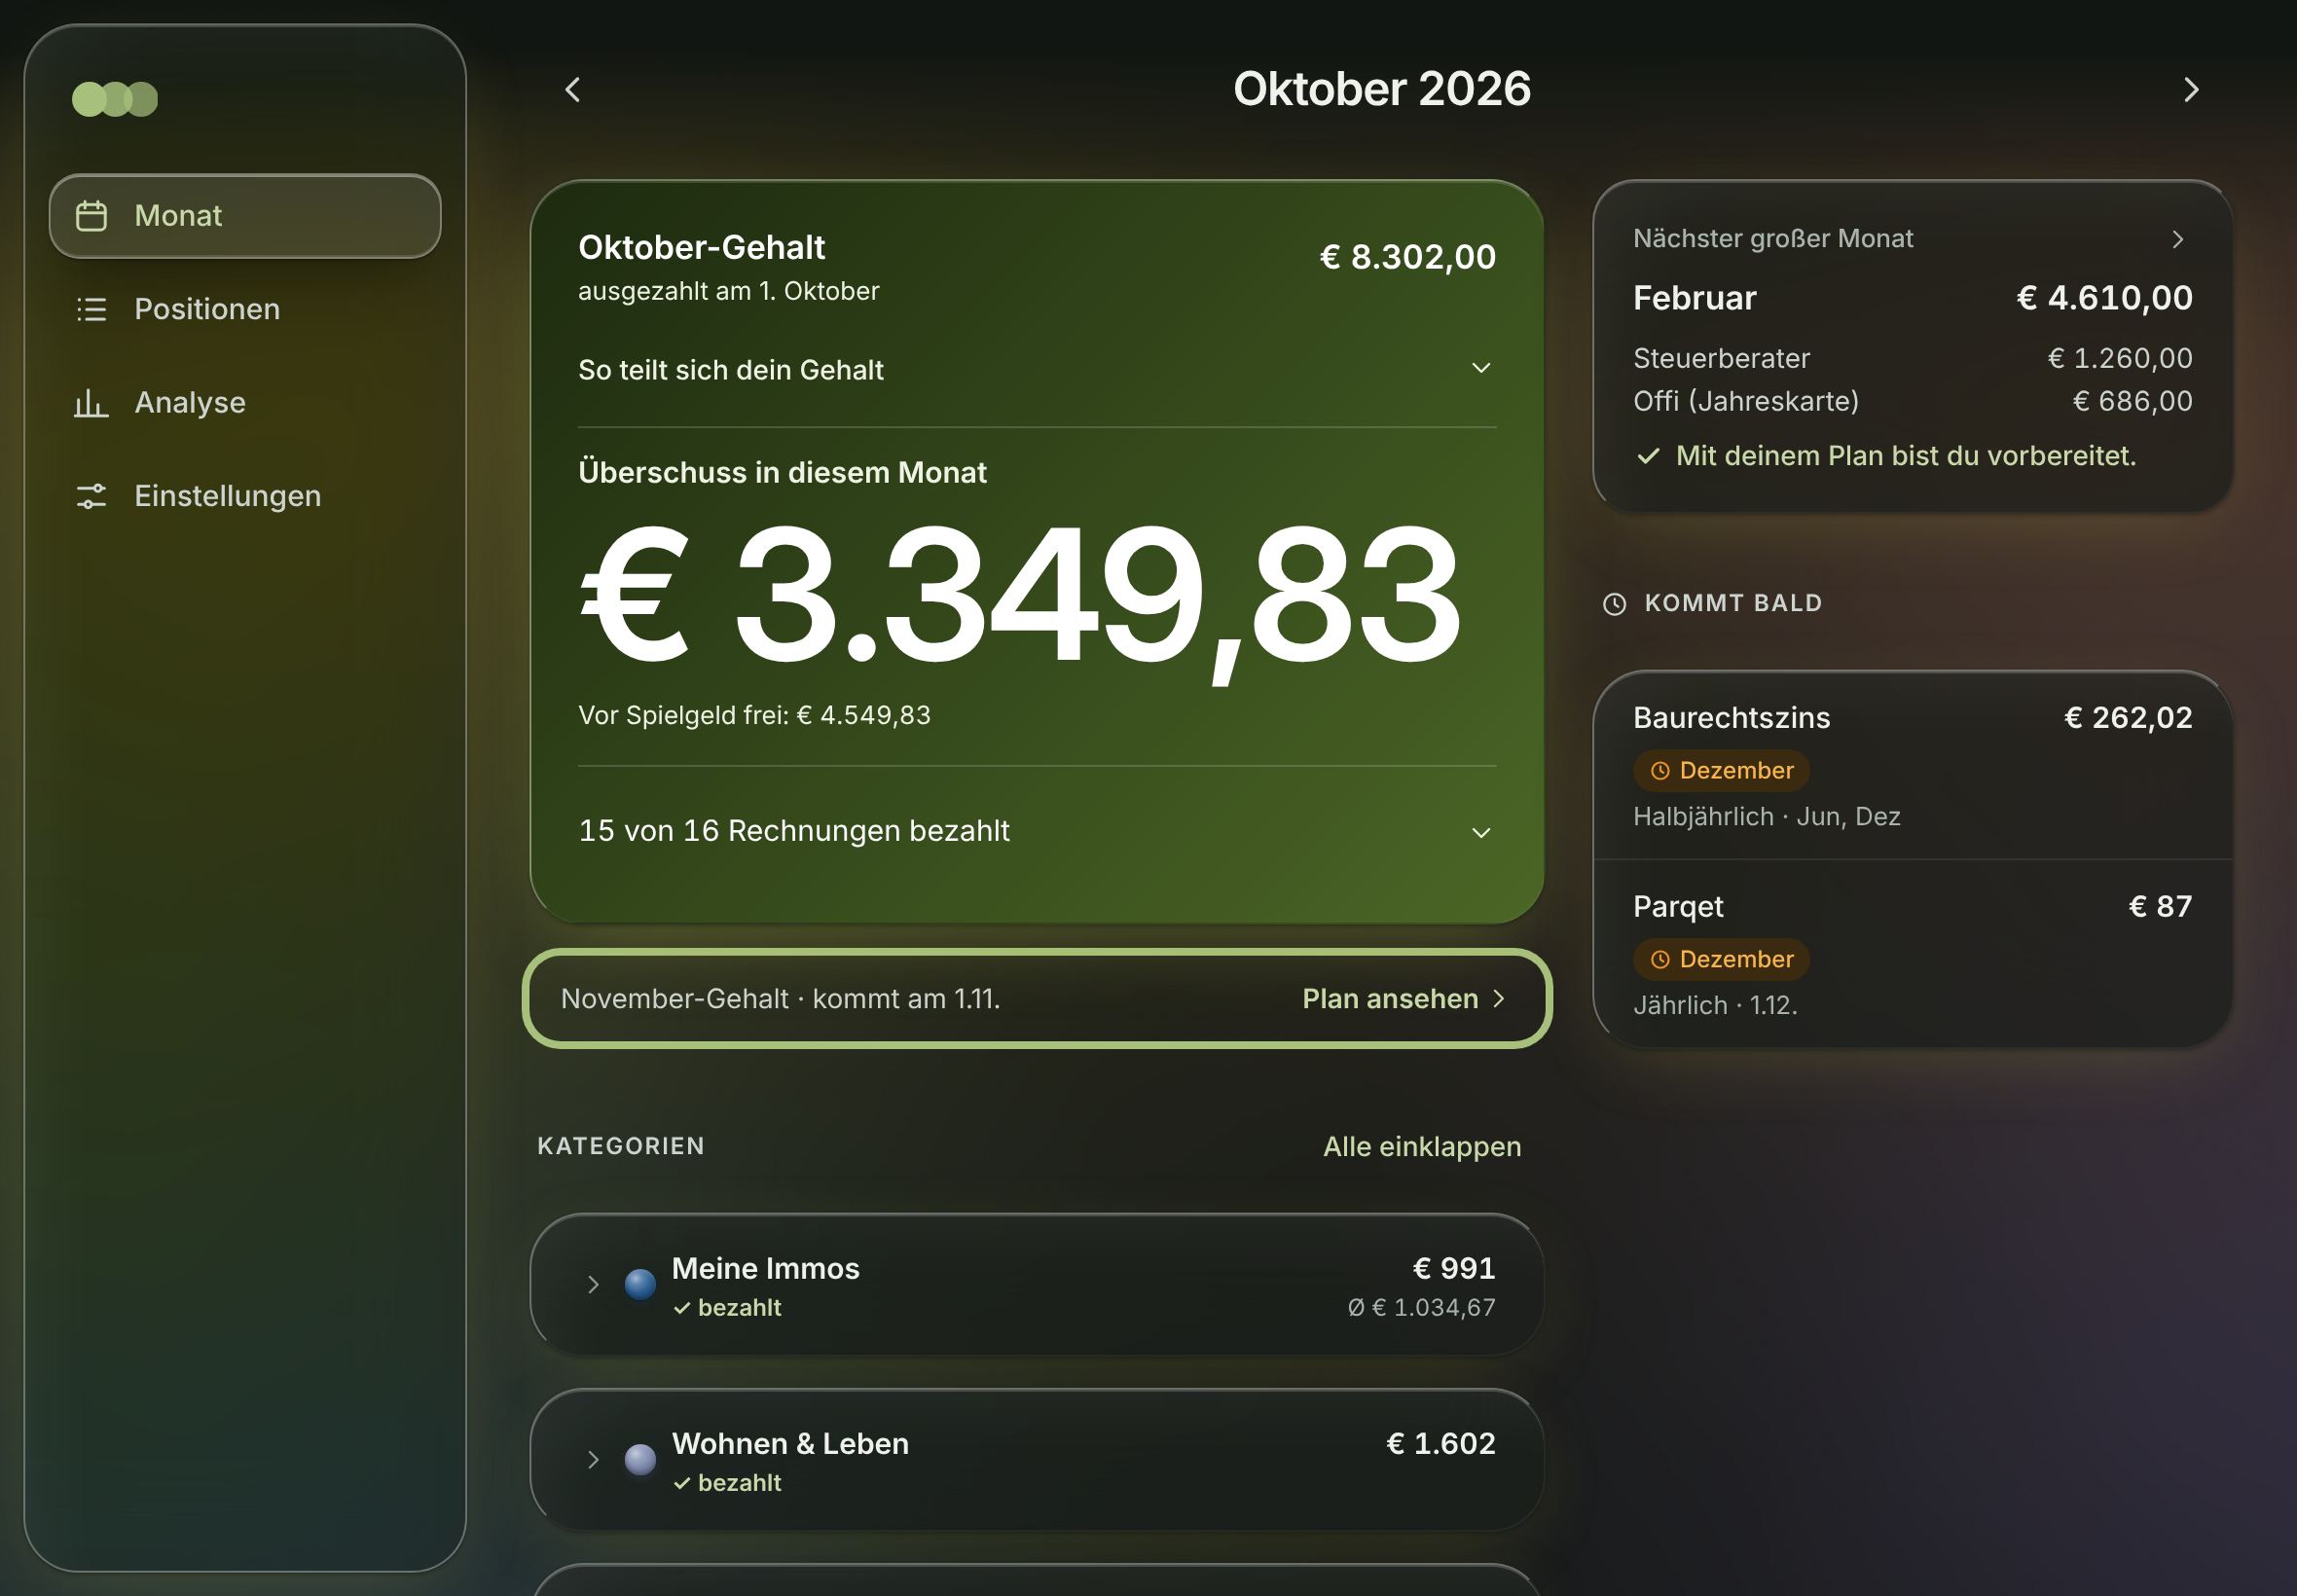 Oktober 2026
Monat
Positionen
Analyse
Einstellungen
Oktober-Gehalt
€ 8.302,00
ausgezahlt am 1. Oktober
So teilt sich dein Gehalt
Überschuss in diesem Monat
€ 3.349,83
Vor Spielgeld frei: € 4.549,83
15 von 16 Rechnungen bezahlt
November-Gehalt · kommt am 1.11.
Plan ansehen
KATEGORIEN
Alle einklappen
Meine Immos
€ 991
bezahlt
Ø € 1.034,67
Wohnen & Leben
€ 1.602
bezahlt
Nächster großer Monat
Februar
€ 4.610,00
Steuerberater
€ 1.260,00
Offi (Jahreskarte)
€ 686,00
Mit deinem Plan bist du vorbereitet.
KOMMT BALD
Baurechtszins
€ 262,02
Dezember
Halbjährlich · Jun, Dez
Parqet
€ 87
Dezember
Jährlich · 1.12.